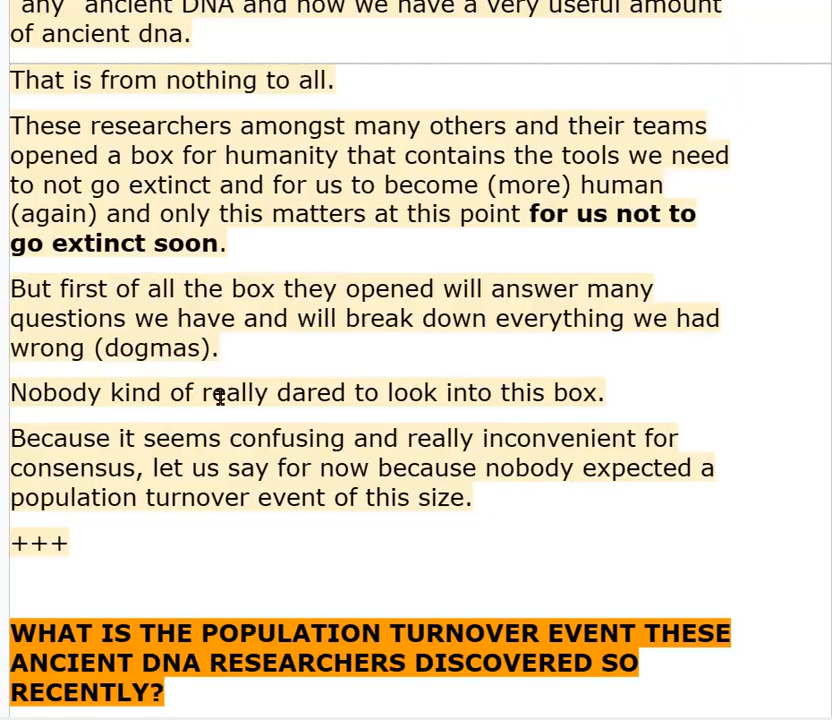 "any" ancient DNA and now we have a very useful amount
of ancient dna.
That is from nothing to all.
These researchers amongst many others and their teams
opened a box for humanity that contains the tools we need
to not go extinct and for us to become (more) human
(again) and only this matters at this point for us not to
go extinct soon.
But first of all the box they opened will answer many
questions we have and will break down everything we had
wrong (dogmas).
Nobody kind of really dared to look into this box.
Because it seems confusing and really inconvenient for
consensus, let us say for now because nobody expected a
population turnover event of this size.
+++
WHAT IS THE POPULATION TURNOVER EVENT THESE
ANCIENT DNA RESEARCHERS DISCOVERED SO
RECENTLY?